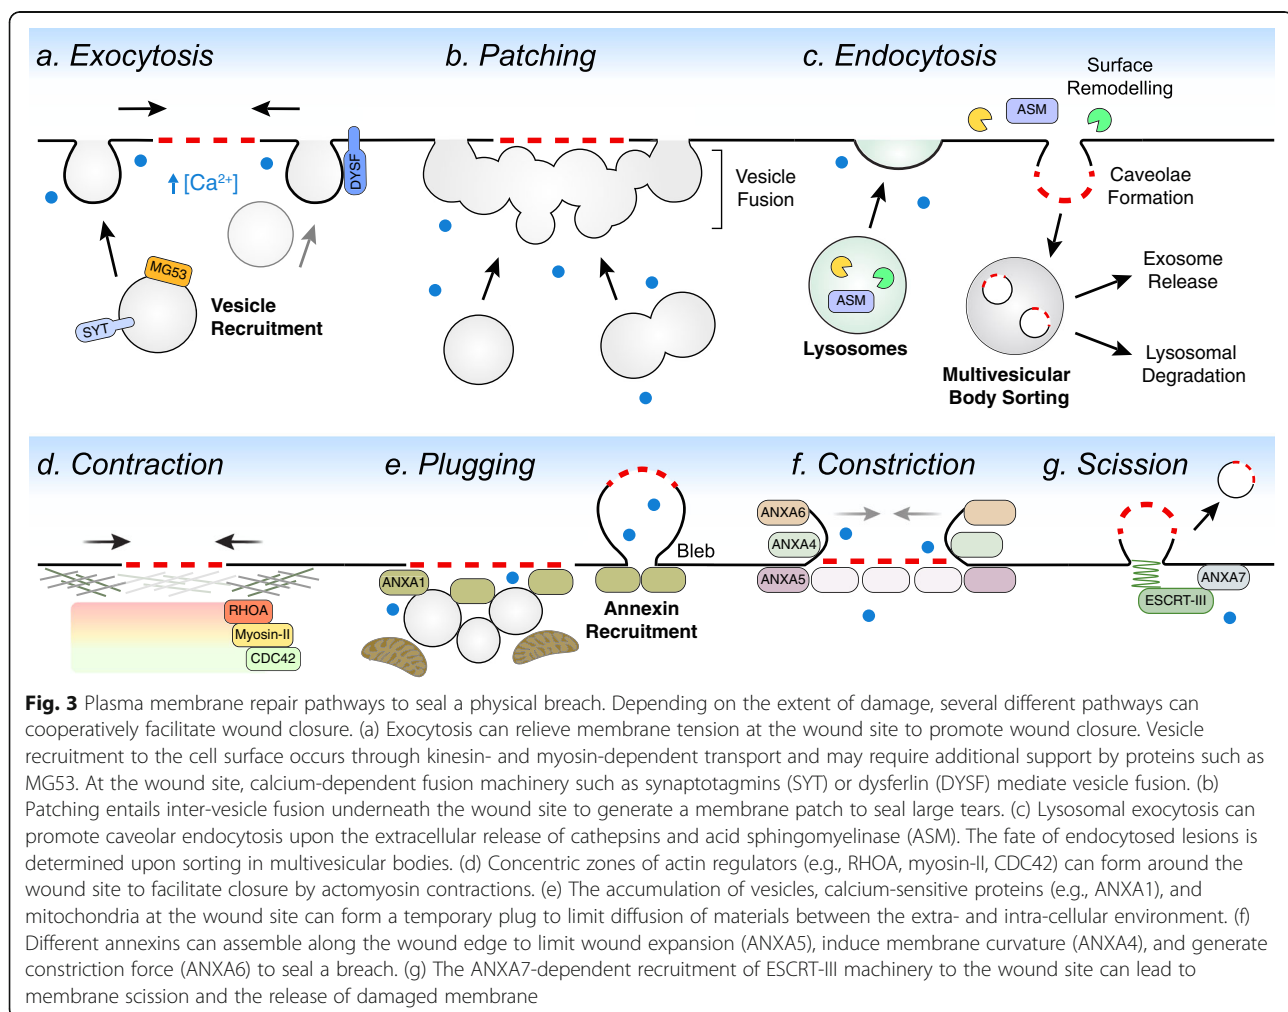 a. Exocytosis
b. Patching
c. Endocytosis
Surface
Remodelling
ASM
DYSF
[Ca²⁺]
Vesicle
Fusion
Caveolae
Formation
MG53
SYT
Vesicle
Recruitment
ASM
Lysosomes
Exosome
Release
Lysosomal
Degradation
Multivesicular
Body Sorting
d. Contraction
e. Plugging
f. Constriction
g. Scission
RHOA
Myosin-II
CDC42
ANXA1
Bleb
Annexin
Recruitment
ANXA6
ANXA4
ANXA5
ANXA7
ESCRT-III
Fig. 3 Plasma membrane repair pathways to seal a physical breach. Depending on the extent of damage, several different pathways can
cooperatively facilitate wound closure. (a) Exocytosis can relieve membrane tension at the wound site to promote wound closure. Vesicle
recruitment to the cell surface occurs through kinesin- and myosin-dependent transport and may require additional support by proteins such as
MG53. At the wound site, calcium-dependent fusion machinery such as synaptotagmins (SYT) or dysferlin (DYSF) mediate vesicle fusion. (b)
Patching entails inter-vesicle fusion underneath the wound site to generate a membrane patch to seal large tears. (c) Lysosomal exocytosis can
promote caveolar endocytosis upon the extracellular release of cathepsins and acid sphingomyelinase (ASM). The fate of endocytosed lesions is
determined upon sorting in multivesicular bodies. (d) Concentric zones of actin regulators (e.g., RHOA, myosin-II, CDC42) can form around the
wound site to facilitate closure by actomyosin contractions. (e) The accumulation of vesicles, calcium-sensitive proteins (e.g., ANXA1), and
mitochondria at the wound site can form a temporary plug to limit diffusion of materials between the extra- and intra-cellular environment. (f)
Different annexins can assemble along the wound edge to limit wound expansion (ANXA5), induce membrane curvature (ANXA4), and generate
constriction force (ANXA6) to seal a breach. (g) The ANXA7-dependent recruitment of ESCRT-III machinery to the wound site can lead to
membrane scission and the release of damaged membrane